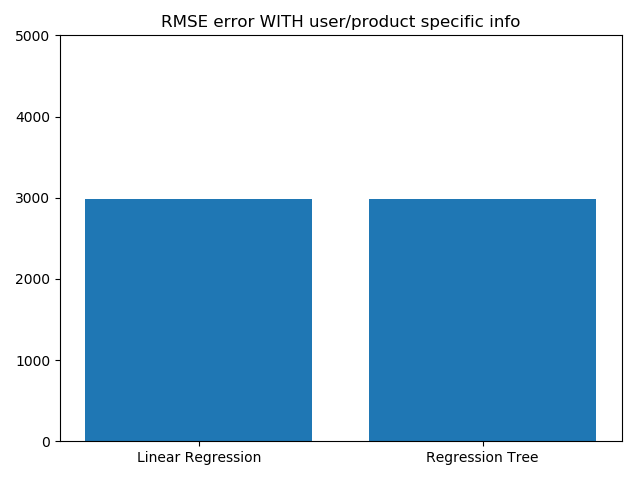 RMSE error WITH user/product specific info
5000
4000
3000
2000
1000
0
Linear Regression
Regression Tree